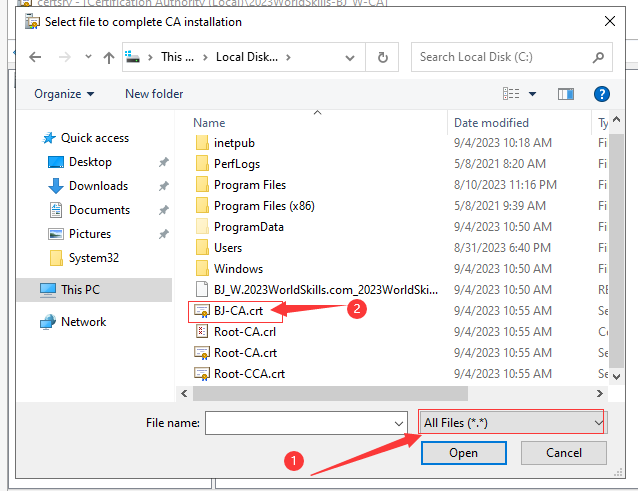 certsrv - [Certification Authority (Local)\2023WorldSkills-BJ_W-CA]
Select file to complete CA installation
This ... Local Disk... Search Local Disk (C:)
Organize New folder
Name Date modified Ty
Quick access
Desktop
Downloads
Documents
Pictures
System32
This PC
Network
inetpub 9/4/2023 10:18 AM Fi
PerfLogs 5/8/2021 8:20 AM Fi
Program Files 8/10/2023 11:16 PM Fi
Program Files (x86) 5/8/2021 9:39 AM Fi
ProgramData 9/4/2023 10:50 AM Fi
Users 8/31/2023 6:40 PM Fi
Windows 9/4/2023 10:50 AM Fi
BJ_W.2023WorldSkills.com_2023WorldSki... 9/4/2023 10:50 AM RE
BJ-CA.crt 9/4/2023 10:55 AM Se
2
Root-CA.crl 9/4/2023 10:55 AM Ce
Root-CA.crt 9/4/2023 10:55 AM Se
Root-CCA.crt 9/4/2023 10:55 AM Se
File name: All Files (*.*)
1
Open Cancel